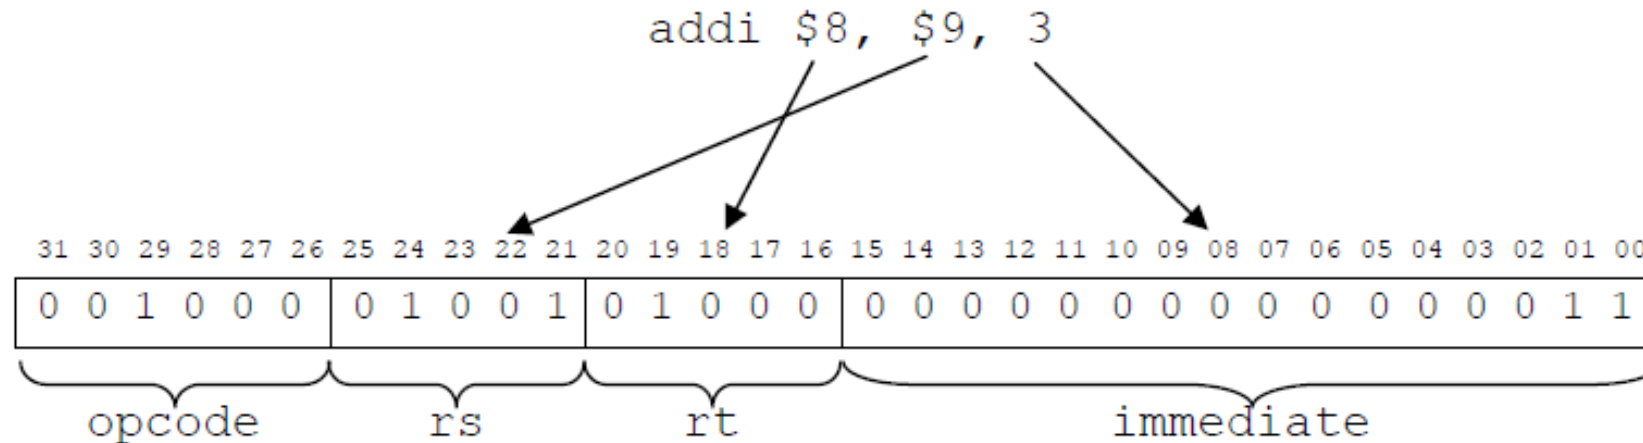 addi $8, $9, 3
31 30 29 28 27 26 25 24 23 22 21 20 19 18 17 16 15 14 13 12 11 10 09 08 07 06 05 04 03 02 01 00
0 0 1 0 0 0 0 1 0 0 1 0 1 0 0 0 0 0 0 0 0 0 0 0 0 0 0 0 0 0 1 1
opcode rs rt immediate